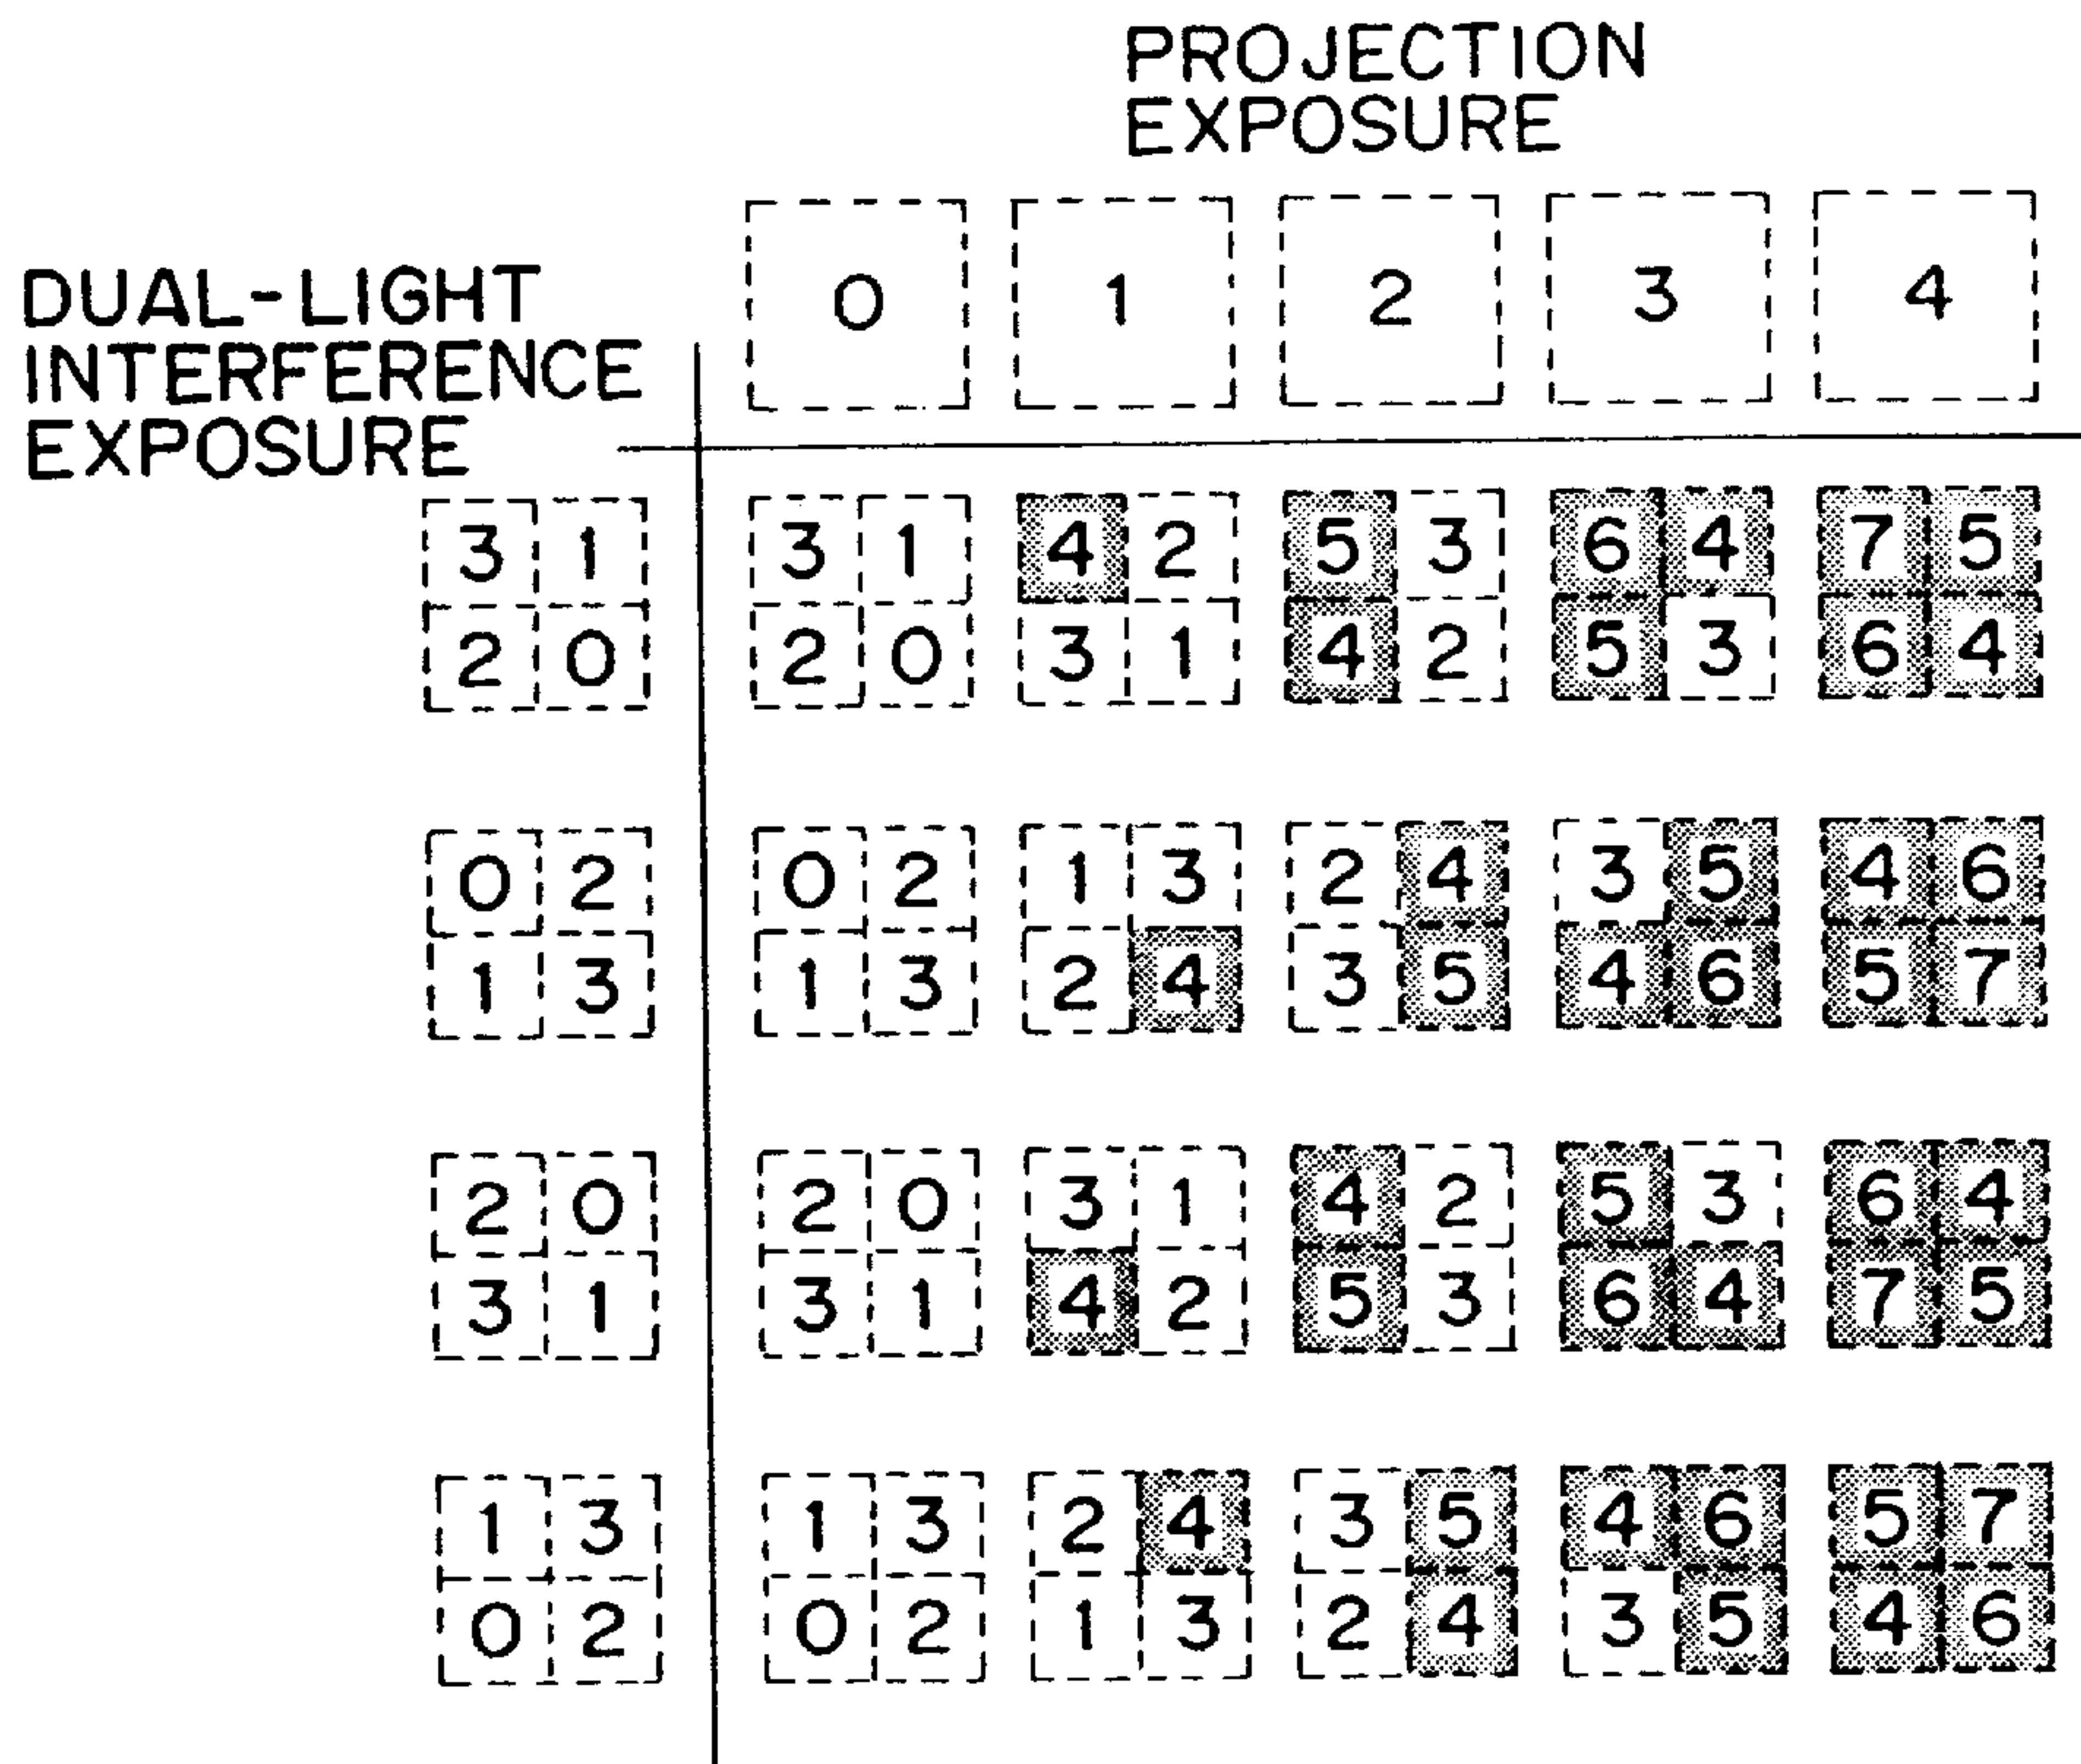 PROJECTION
EXPOSURE
DUAL-LIGHT
INTERFERENCE
EXPOSURE
0 1 2 3 4
3 1 3 1 4 2 5 3 6 4 7 5
2 0 2 0 3 1 4 2 5 3 6 4
0 2 0 2 1 3 2 4 3 5 4 6
1 3 1 3 2 4 3 5 4 6 5 7
2 0 2 0 3 1 4 2 5 3 6 4
3 1 3 1 4 2 5 3 6 4 7 5
1 3 1 3 2 4 3 5 4 6 5 7
0 2 0 2 1 3 2 4 3 5 4 6